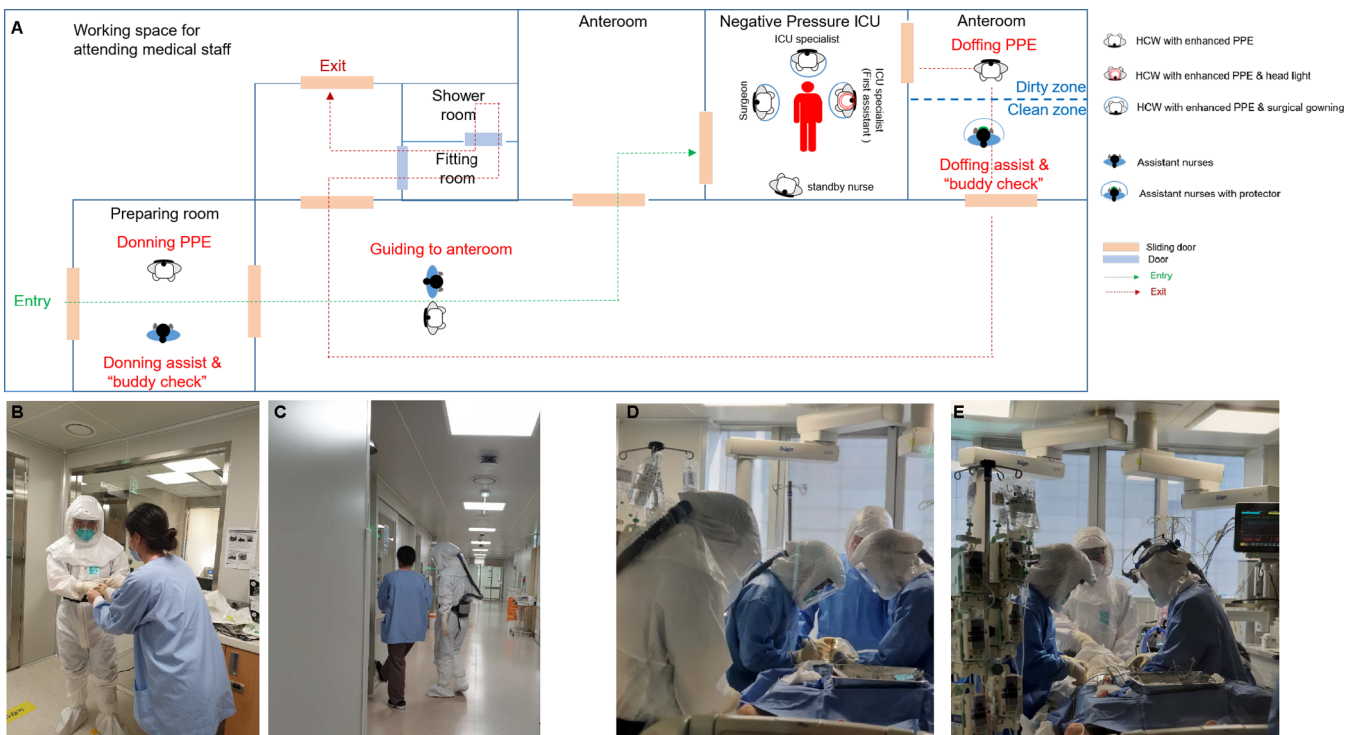 A
Working space for
attending medical staff
Anteroom
Negative Pressure ICU
ICU specialist
Surgeon
ICU specialist
(First assistant )
standby nurse
Anteroom
Doffing PPE
Dirty zone
Clean zone
Doffing assist &
“buddy check”
HCW with enhanced PPE
HCW with enhanced PPE & head light
HCW with enhanced PPE & surgical gowning
Assistant nurses
Assistant nurses with protector
Sliding door
Door
Entry
Exit
Exit
Shower
room
Fitting
room
Preparing room
Donning PPE
Entry
Donning assist &
“buddy check”
Guiding to anteroom
B
C
D
E